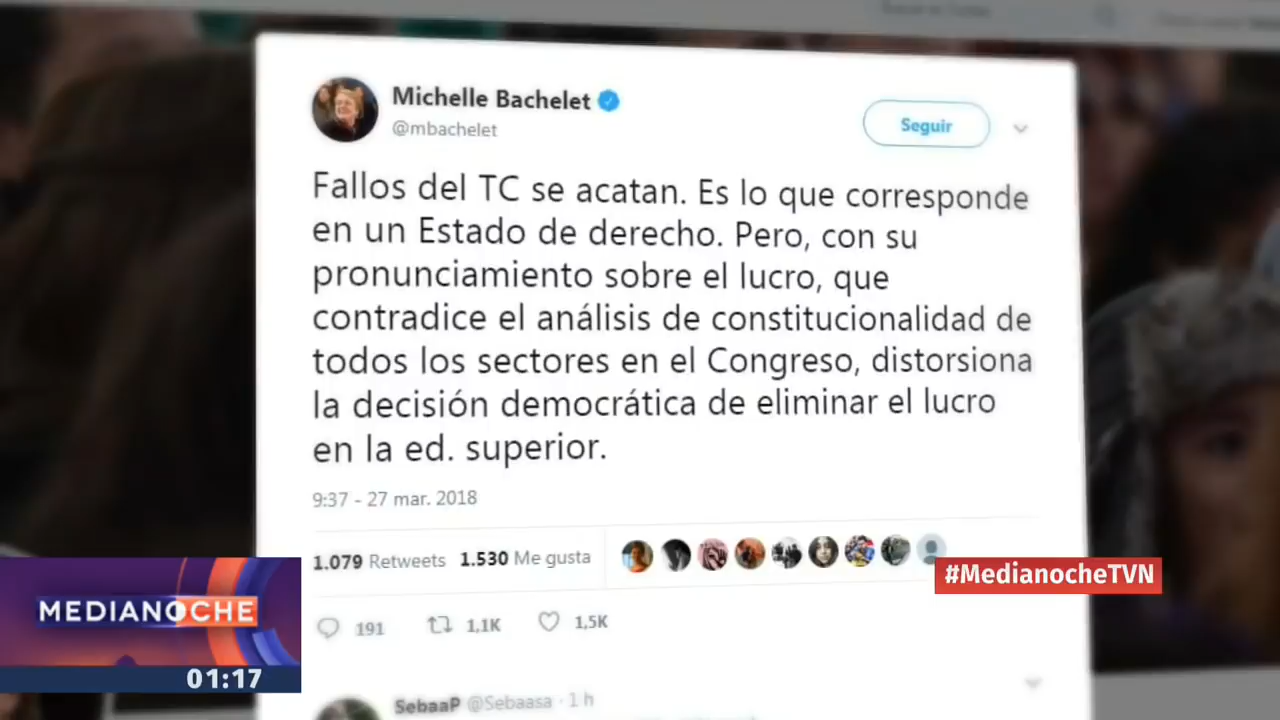 Michelle Bachelet
@mbachelet
Seguir
Fallos del TC se acatan. Es lo que corresponde
en un Estado de derecho. Pero, con su
pronunciamiento sobre el lucro, que
contradice el análisis de constitucionalidad de
todos los sectores en el Congreso, distorsiona
la decisión democrática de eliminar el lucro
en la ed. superior.
9:37 - 27 mar. 2018
1.079 Retweets 1.530 Me gusta
#MedianocheTVN
MEDIANOCHE
191 1,1K 1,5K
01:17
SebaaP @Sebaasa · 1 h